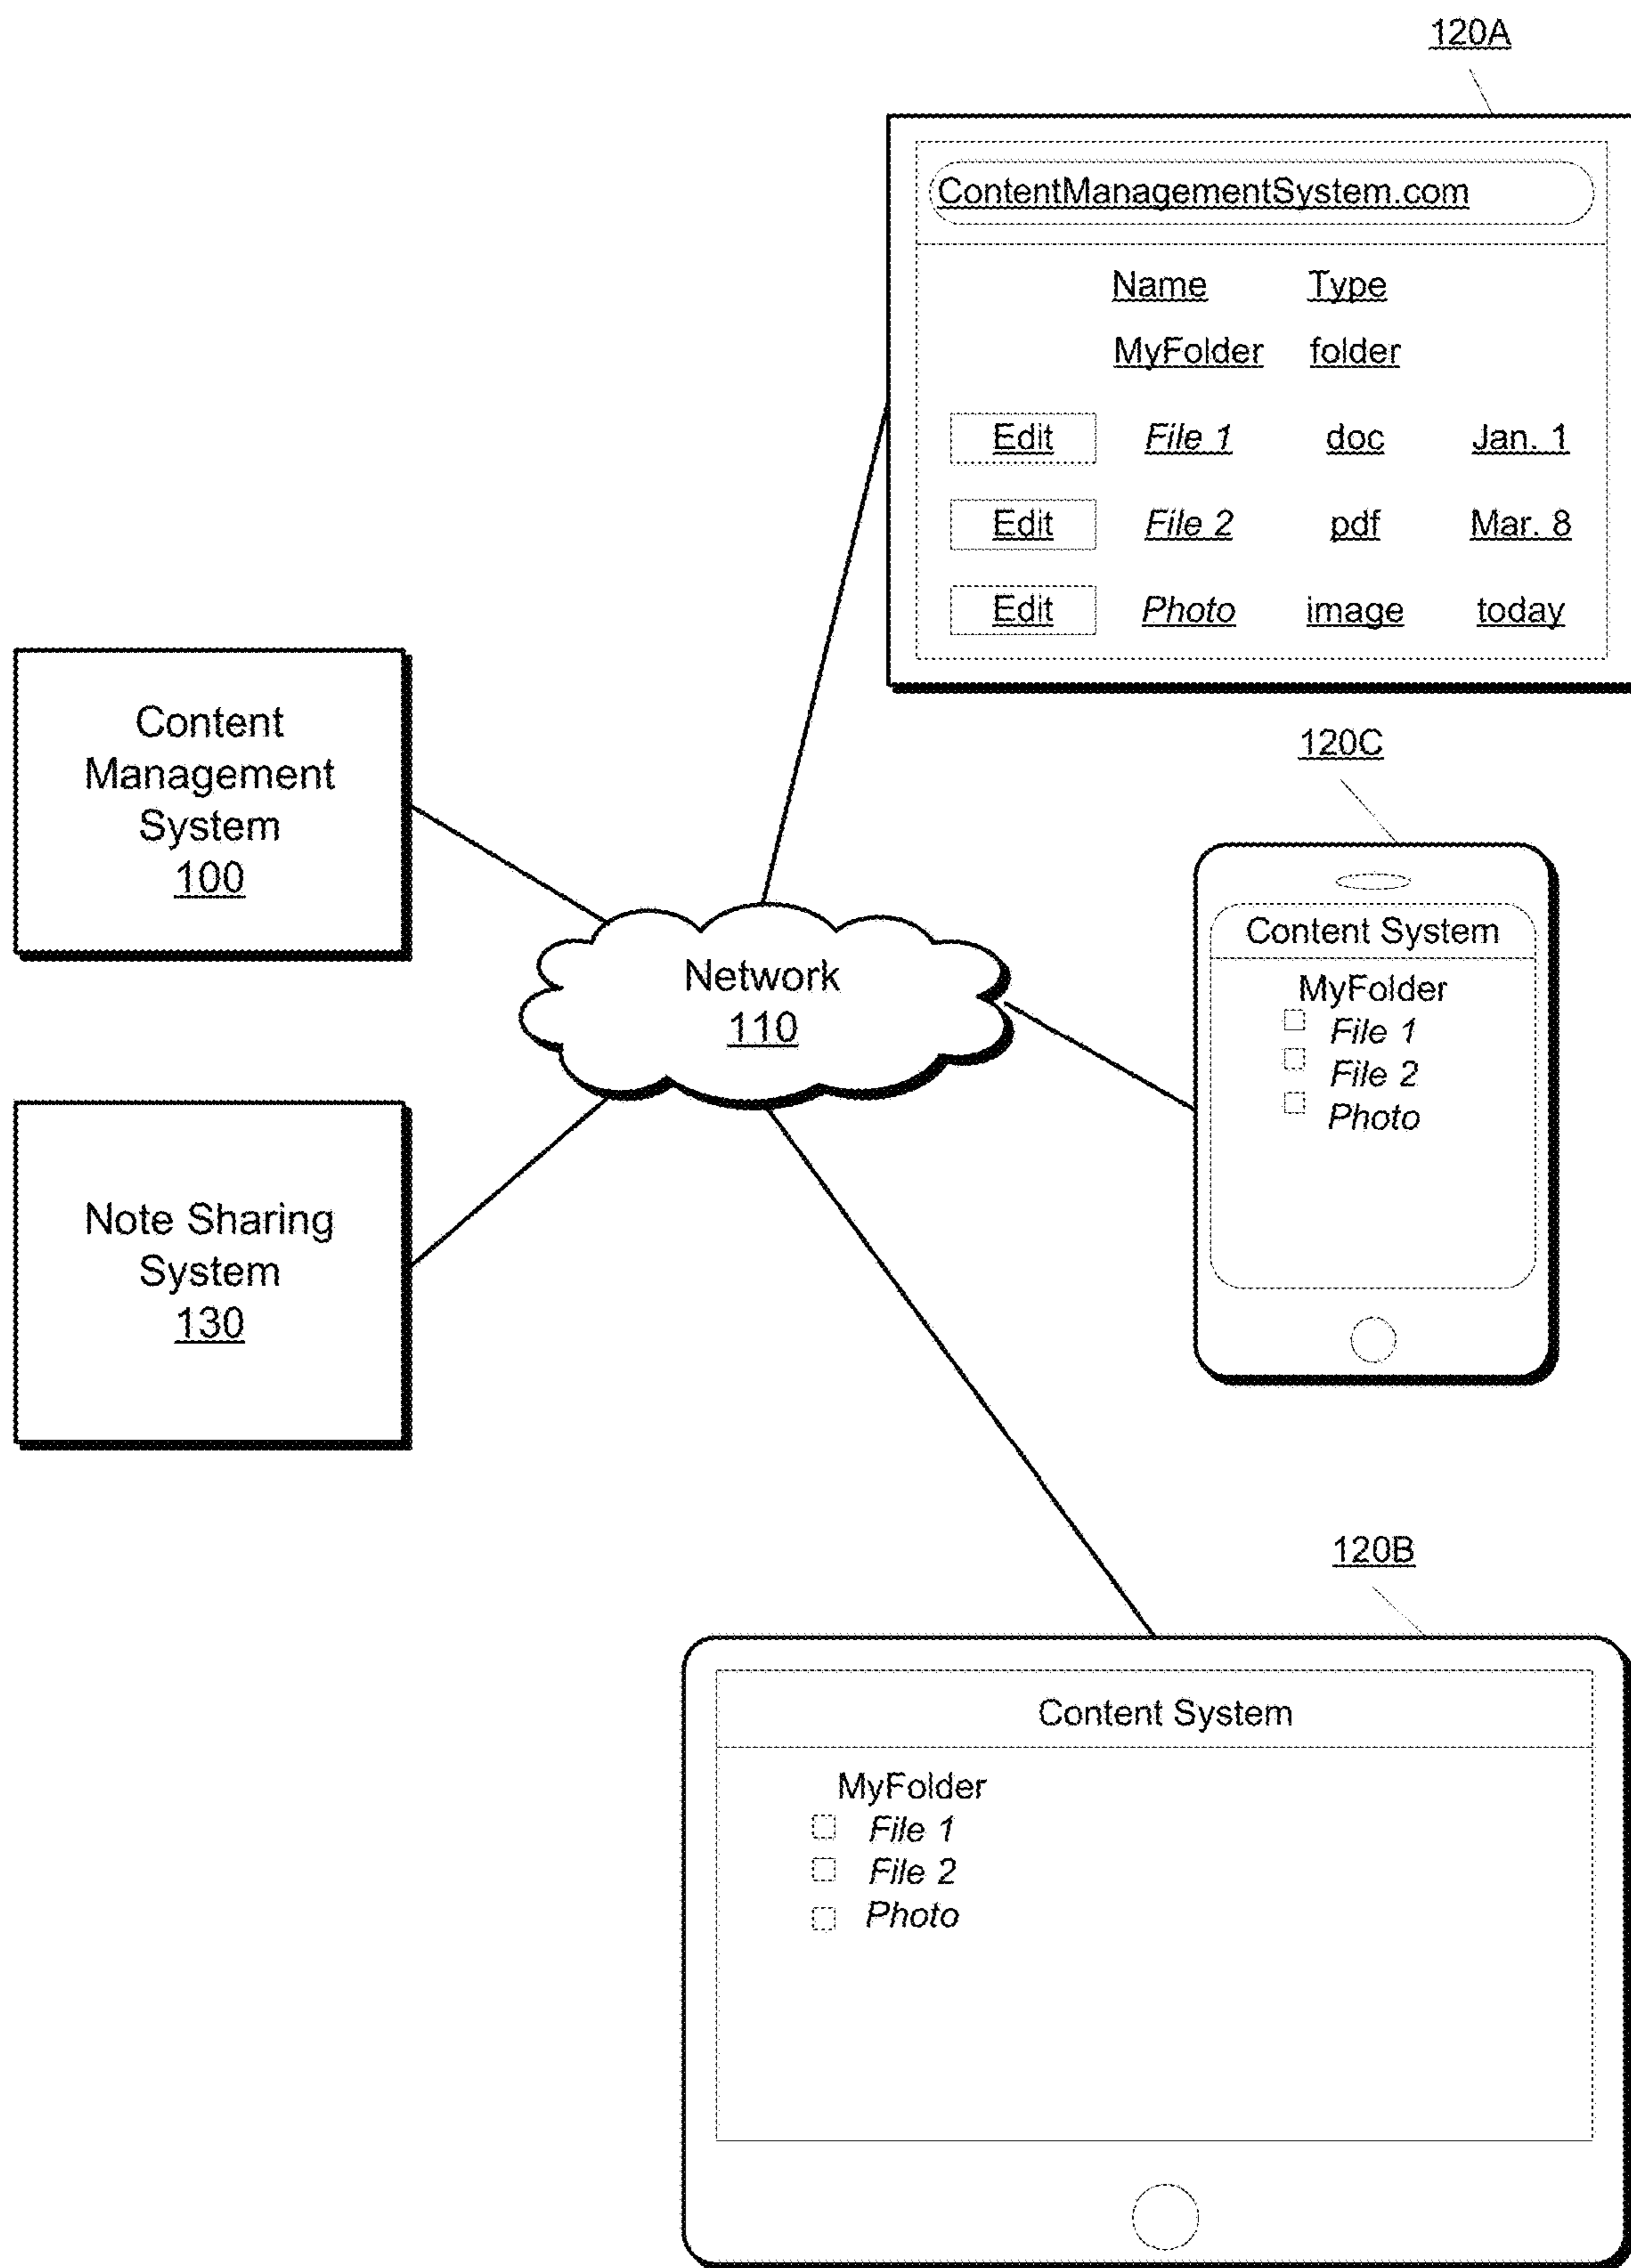 120A
ContentManagementSystem.com
Name Type
MyFolder folder
Edit File 1 doc Jan. 1
Edit File 2 pdf Mar. 8
Edit Photo image today
Content
Management
System
100
120C
Content System
MyFolder
File 1
File 2
Photo
Network
110
Note Sharing
System
130
120B
Content System
MyFolder
File 1
File 2
Photo